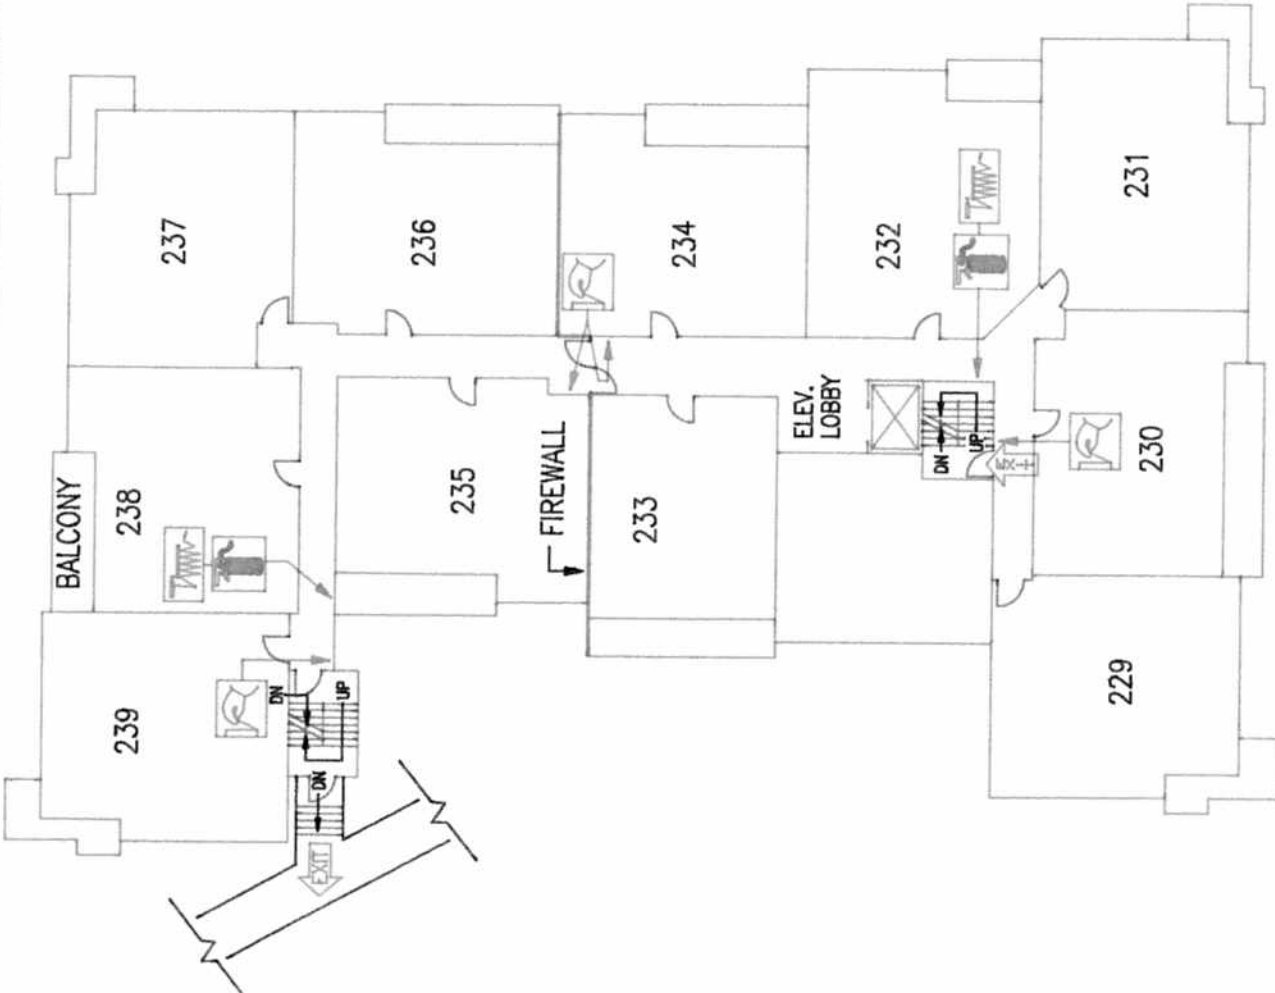 237
236
234
232
231
BALCONY
238
235
FIREWALL
233
ELEV.
LOBBY
DN
UP
EXIT
230
239
DN
UP
DN
EXIT
229